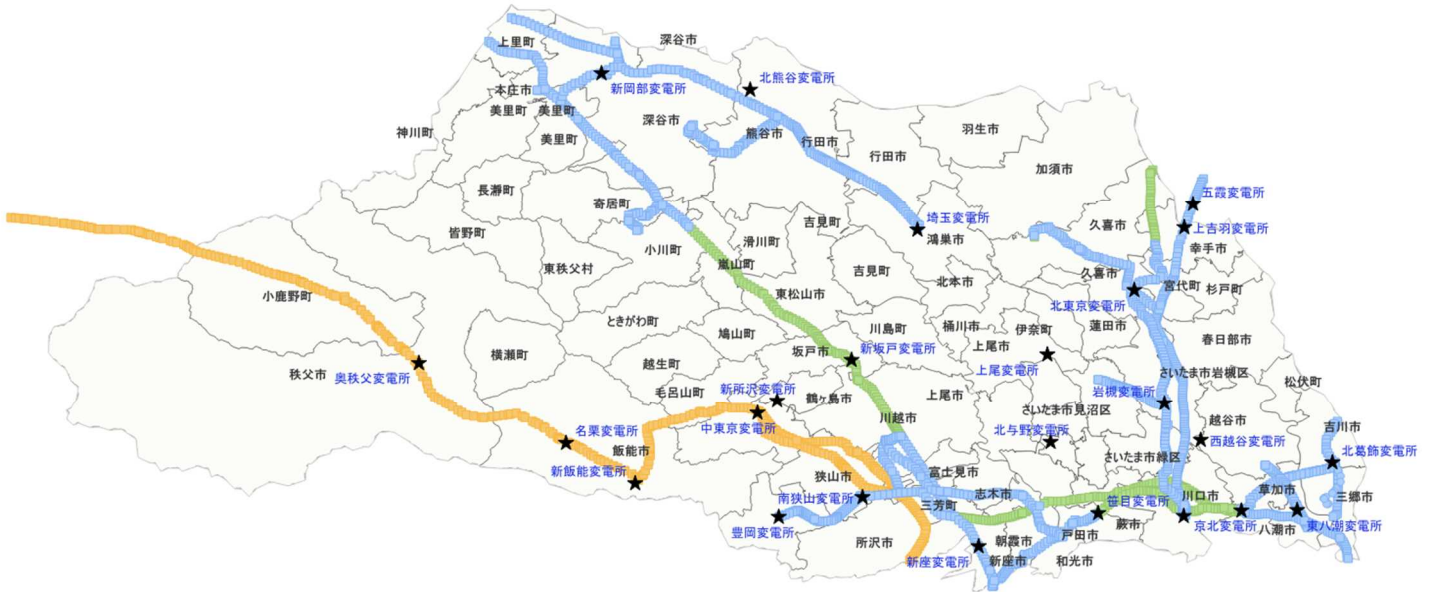 上里町
深谷市
北熊谷変電所
新岡部変電所
本庄市
美里町
美里町
美里町
神川町
深谷市
熊谷市
行田市
行田市
羽生市
加須市
長瀞町
寄居町
皆野町
小川町
滑川町
吉見町
埼玉変電所
鴻巣市
久喜市
五霞変電所
上吉羽変電所
幸手市
東秩父村
嵐山町
吉見町
北本市
久喜市
宮代町
杉戸町
小鹿野町
東松山市
北東京変電所
ときがわ町
鳩山町
川島町
桶川市
伊奈町
蓮田市
春日部市
横瀬町
坂戸市
新坂戸変電所
上尾市
上尾変電所
越生町
秩父市
奥秩父変電所
さいたま市岩槻区
松伏町
毛呂山町
新所沢変電所
鶴ヶ島市
上尾市
岩槻変電所
さいたま市見沼区
川越市
越谷市
吉川市
名栗変電所
中東京変電所
北与野変電所
西越谷変電所
飯能市
さいたま市緑区
北葛飾変電所
新飯能変電所
狭山市
富士見市
南狭山変電所
志木市
三芳町
笹目変電所
川口市
草加市
三郷市
豊岡変電所
所沢市
朝霞市
戸田市
蕨市
京北変電所
八潮市
東八潮変電所
新座変電所
新座市
和光市